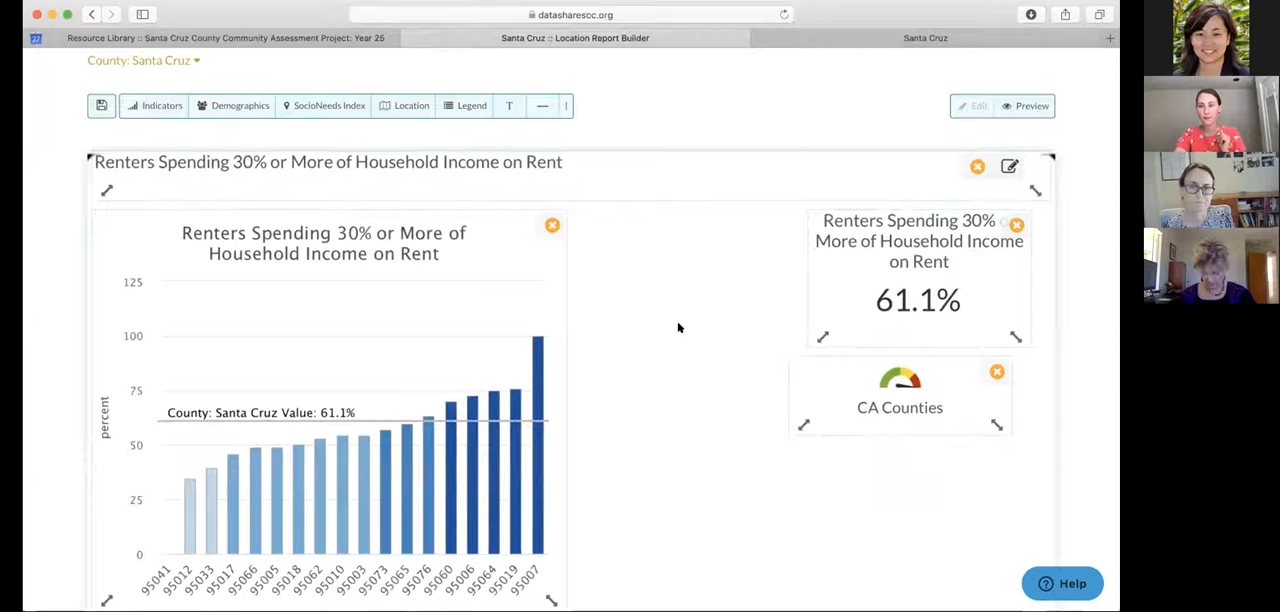 datasharescc.org
Resource Library :: Santa Cruz County Community Assessment Project: Year 25
Santa Cruz :: Location Report Builder
Santa Cruz
County: Santa Cruz
Indicators
Demographics
SocioNeeds Index
Location
Legend
T
Edit
Preview
Renters Spending 30% or More of Household Income on Rent
Renters Spending 30% or More of
Household Income on Rent
125
100
75
50
25
0
percent
County: Santa Cruz Value: 61.1%
95041
95012
95033
95017
95066
95005
95018
95062
95010
95003
95073
95065
95076
95060
95006
95064
95019
95007
Renters Spending 30%
More of Household Income
on Rent
61.1%
CA Counties
Help